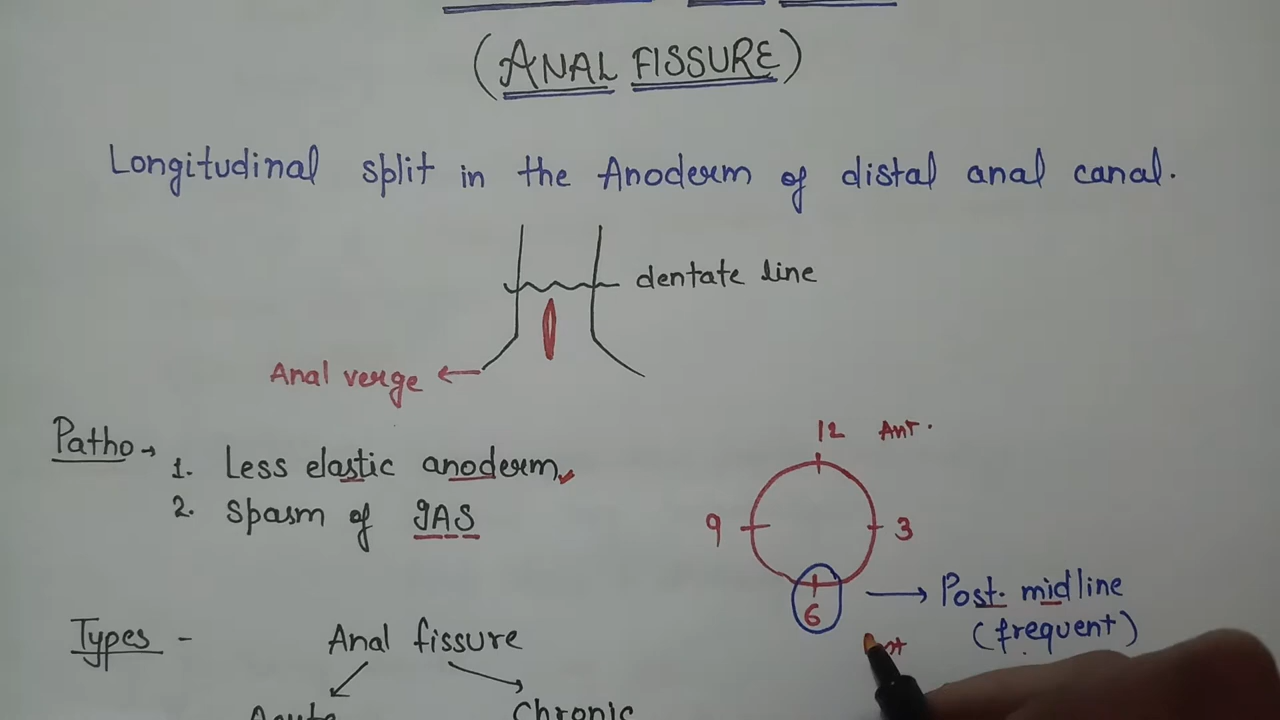 (ANAL FISSURE)
Longitudinal split in the Anoderm of distal anal canal.
dentate line
Anal verge
Patho
1. Less elastic anoderm
2. Spasm of IAS
12 Ant.
9
3
6
Post. midline
(frequent)
Types - Anal fissure
Acute
Chronic